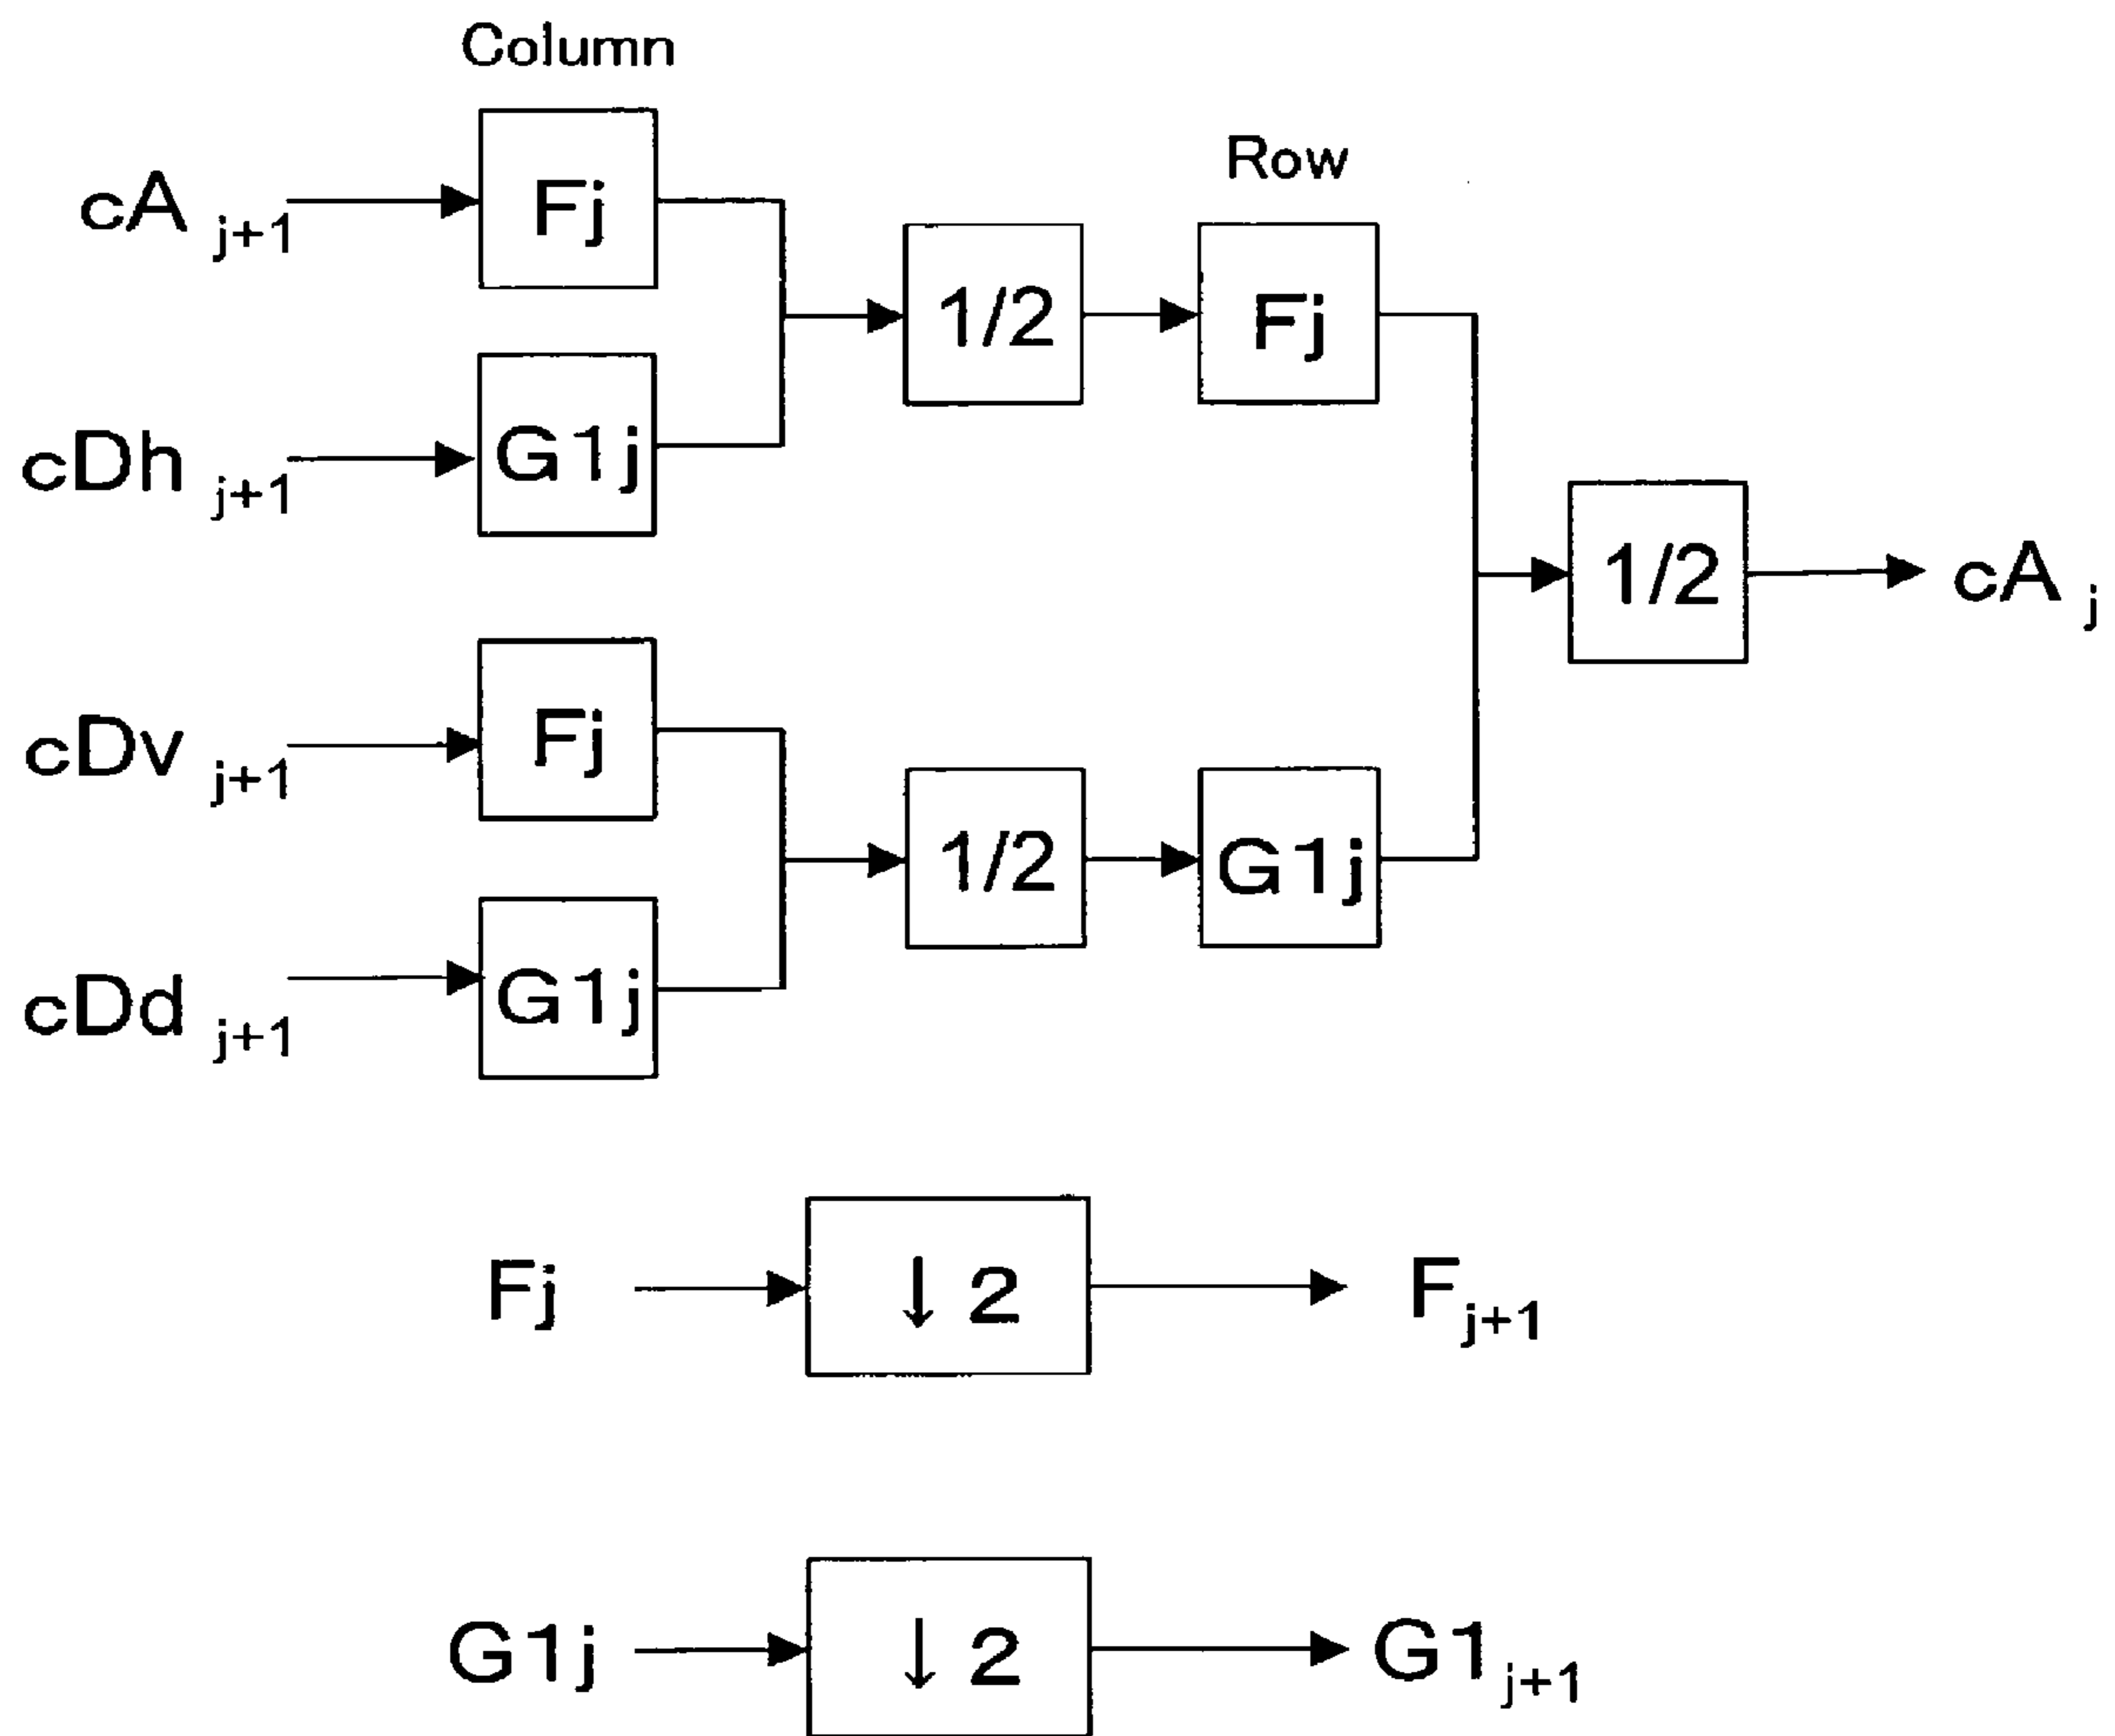 Column
Row
cA j+1
Fj
1/2
Fj
cDh j+1
G1j
1/2
cA j
cDv j+1
Fj
1/2
G1j
cDd j+1
G1j
Fj
↓ 2
F j+1
G1j
↓ 2
G1 j+1